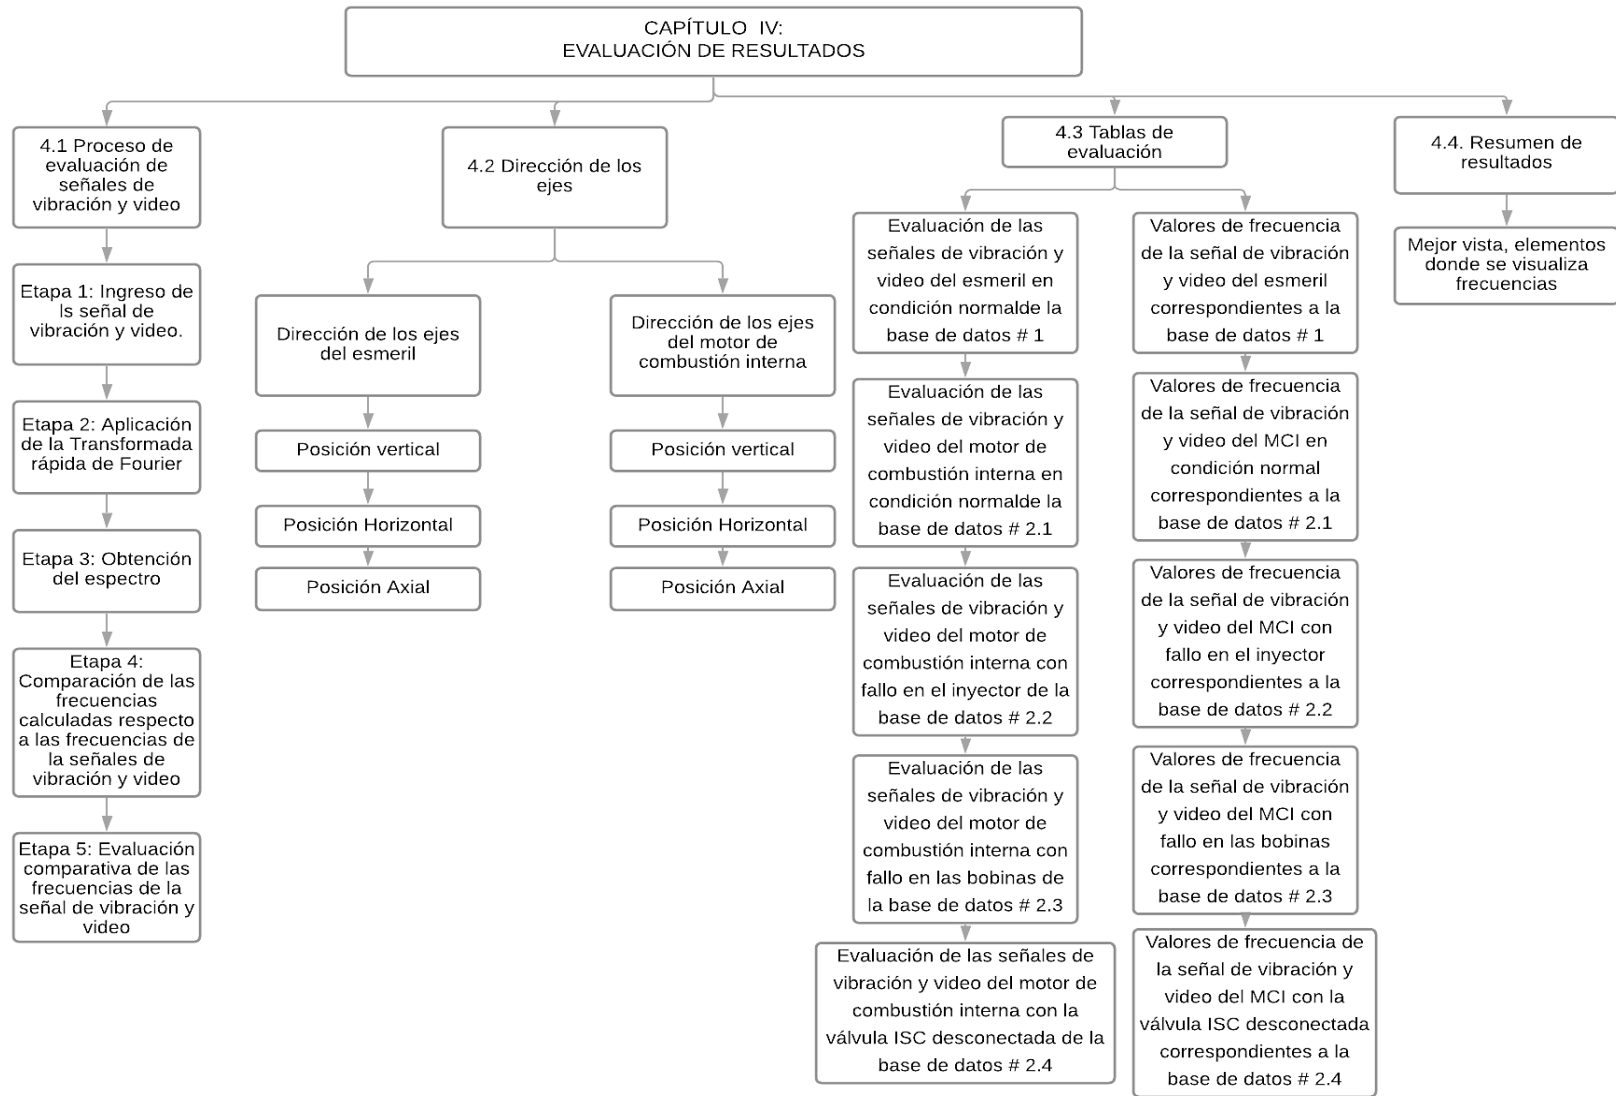 CAPÍTULO IV:
EVALUACIÓN DE RESULTADOS
4.1 Proceso de
evaluación de
señales de
vibración y video
Etapa 1: Ingreso de
ls señal de
vibración y video.
Etapa 2: Aplicación
de la Transformada
rápida de Fourier
Etapa 3: Obtención
del espectro
Etapa 4:
Comparación de las
frecuencias
calculadas respecto
a las frecuencias de
la señales de
vibración y video
Etapa 5: Evaluación
comparativa de las
frecuencias de la
señal de vibración y
video
4.2 Dirección de los
ejes
Dirección de los ejes
del esmeril
Posición vertical
Posición Horizontal
Posición Axial
Dirección de los ejes
del motor de
combustión interna
Posición vertical
Posición Horizontal
Posición Axial
4.3 Tablas de
evaluación
Evaluación de las
señales de vibración y
video del esmeril en
condición normalde la
base de datos # 1
Evaluación de las
señales de vibración y
video del motor de
combustión interna en
condición normalde la
base de datos # 2.1
Evaluación de las
señales de vibración y
video del motor de
combustión interna con
fallo en el inyector de la
base de datos # 2.2
Evaluación de las
señales de vibración y
video del motor de
combustión interna con
fallo en las bobinas de
la base de datos # 2.3
Evaluación de las señales de
vibración y video del motor de
combustión interna con la
válvula ISC desconectada de la
base de datos # 2.4
Valores de frecuencia
de la señal de vibración
y video del esmeril
correspondientes a la
base de datos # 1
Valores de frecuencia
de la señal de vibración
y video del MCI en
condición normal
correspondientes a la
base de datos # 2.1
Valores de frecuencia
de la señal de vibración
y video del MCI con
fallo en el inyector
correspondientes a la
base de datos # 2.2
Valores de frecuencia
de la señal de vibración
y video del MCI con
fallo en las bobinas
correspondientes a la
base de datos # 2.3
Valores de frecuencia de
la señal de vibración y
video del MCI con la
válvula ISC desconectada
correspondientes a la
base de datos # 2.4
4.4. Resumen de
resultados
Mejor vista, elementos
donde se visualiza
frecuencias